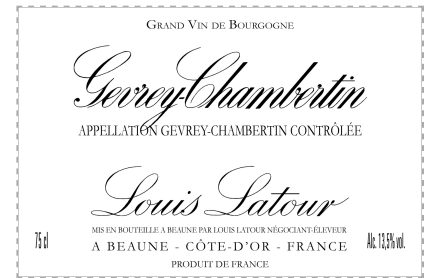 GRAND VIN DE BOURGOGNE
Gevrey-Chambertin
APPELLATION GEVREY-CHAMBERTIN CONTRÔLÉE
Louis Latour
MIS EN BOUTEILLE A BEAUNE PAR LOUIS LATOUR NÉGOCIANT-ÉLEVEUR
75 cl
A BEAUNE - CÔTE-D'OR - FRANCE
Alc. 13,5% vol.
PRODUIT DE FRANCE